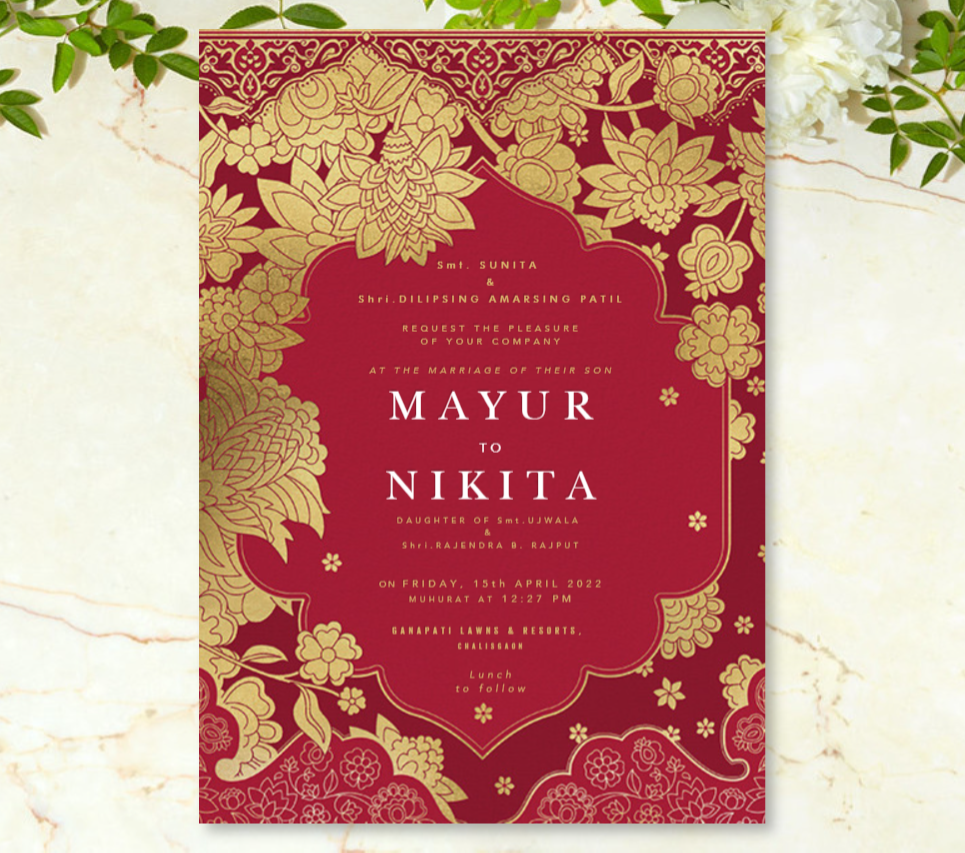 Smt. SUNITA
&
Shri.DILIPSING AMARSING PATIL
REQUEST THE PLEASURE
OF YOUR COMPANY
AT THE MARRIAGE OF THEIR SON
MAYUR
TO
NIKITA
DAUGHTER OF Smt.UJWALA
&
Shri.RAJENDRA B. RAJPUT
ON FRIDAY, 15th APRIL 2022
MUHURAT AT 12:27 PM
GANAPATI LAWNS & RESORTS,
CHALISGAON
Lunch
to follow